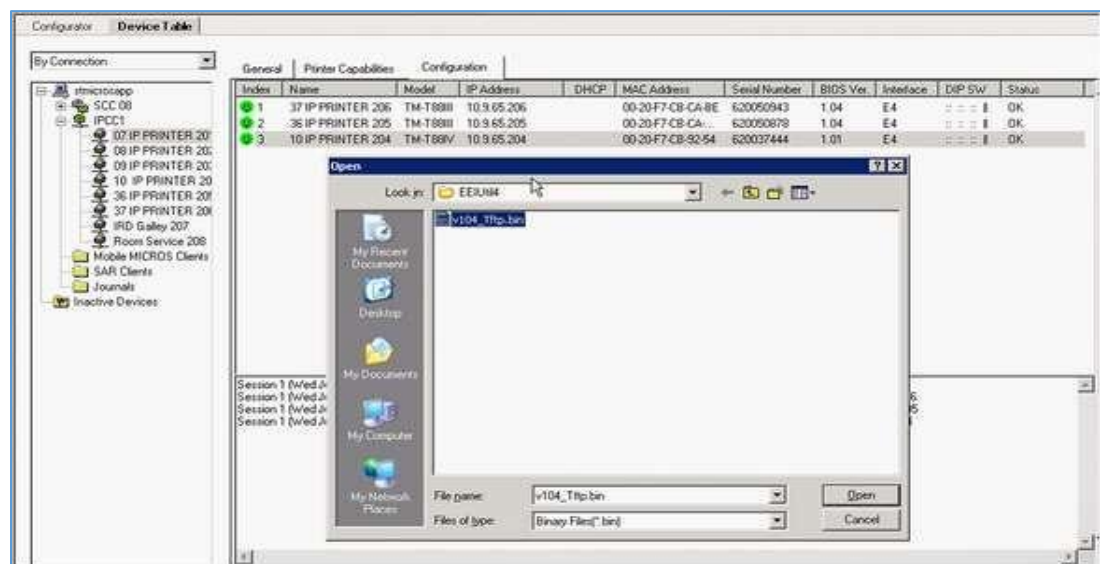 Configurator Device Table
By Connection
General Printer Capabilities Configuration
SCC 08
IPCC1
07 IP PRINTER 20
08 IP PRINTER 20
09 IP PRINTER 20
10 IP PRINTER 20
36 IP PRINTER 20
37 IP PRINTER 20
IRD Galley 207
Room Service 208
Mobile MICROS Clients
SAR Clients
Journals
Inactive Devices
Index Name Model IP Address DHCP MAC Address Serial Number BIOS Ver. Interface DIP SW Status
1 37 IP PRINTER 206 TM-T88III 10.9.65.206 00-20-F7-CB-CA-BE 620050943 1.04 E4 OK
2 36 IP PRINTER 205 TM-T88III 10.9.65.205 00-20-F7-CB-CA-... 620050878 1.04 E4 OK
3 10 IP PRINTER 204 TM-T88IV 10.9.65.204 00-20-F7-CB-92-54 620037444 1.01 E4 OK
Open
Look in:
v104_Tftp.bin
My Recent
Documents
Desktop
My Documents
My Computer
My Network
Places
File name: v104_Tftp.bin Open
Files of type: Binary Files(*.bin) Cancel
Session 1 (Wed
Session 1 (Wed
Session 1 (Wed
Session 1 (Wed